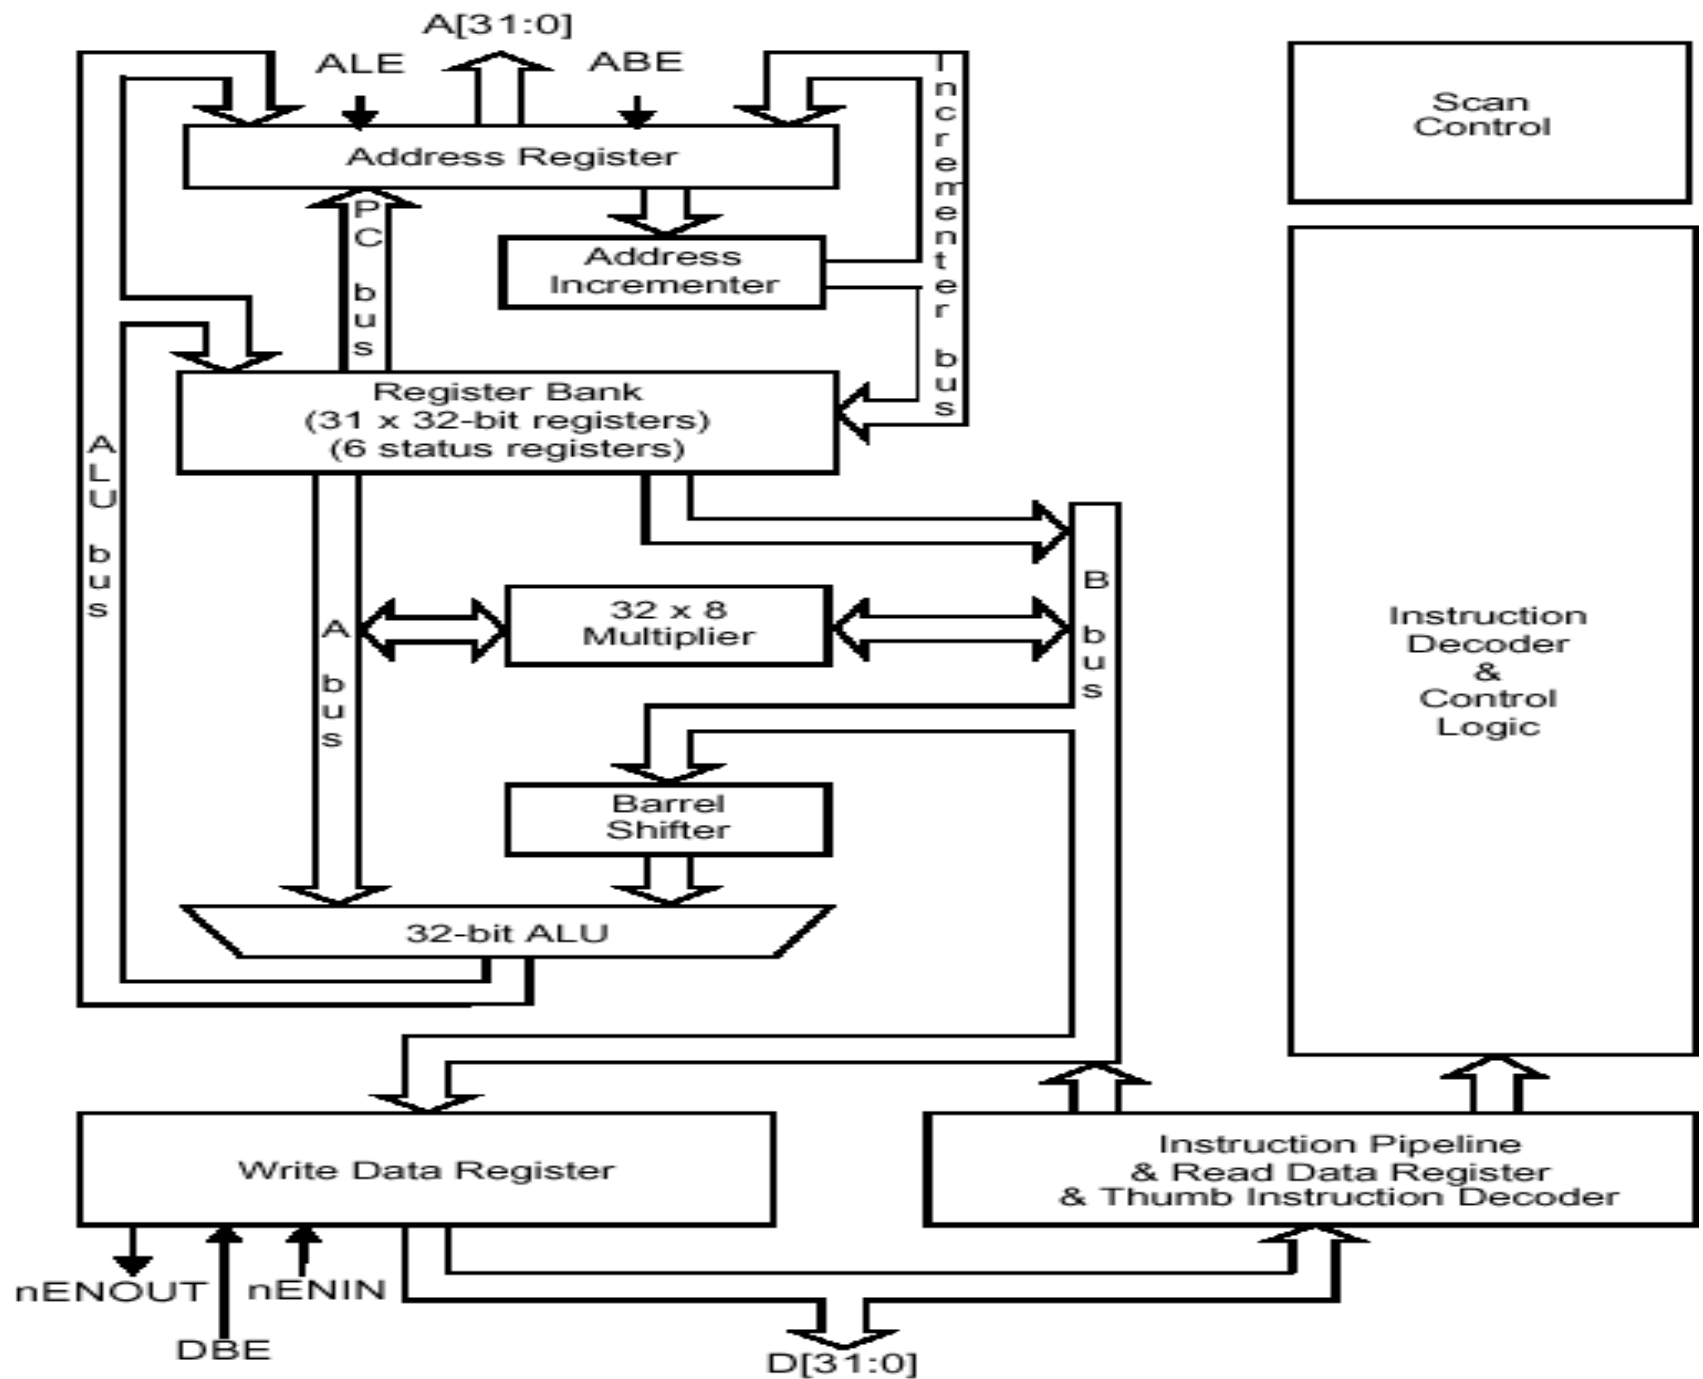 A[31:0]
ALE
ABE
Address Register
Scan
Control
PC bus
Incrementer bus
Address
Incrementer
Register Bank
(31 x 32-bit registers)
(6 status registers)
ALU bus
A bus
B bus
32 x 8
Multiplier
Instruction
Decoder
&
Control
Logic
Barrel
Shifter
32-bit ALU
Write Data Register
Instruction Pipeline
& Read Data Register
& Thumb Instruction Decoder
nENOUT
nENIN
DBE
D[31:0]